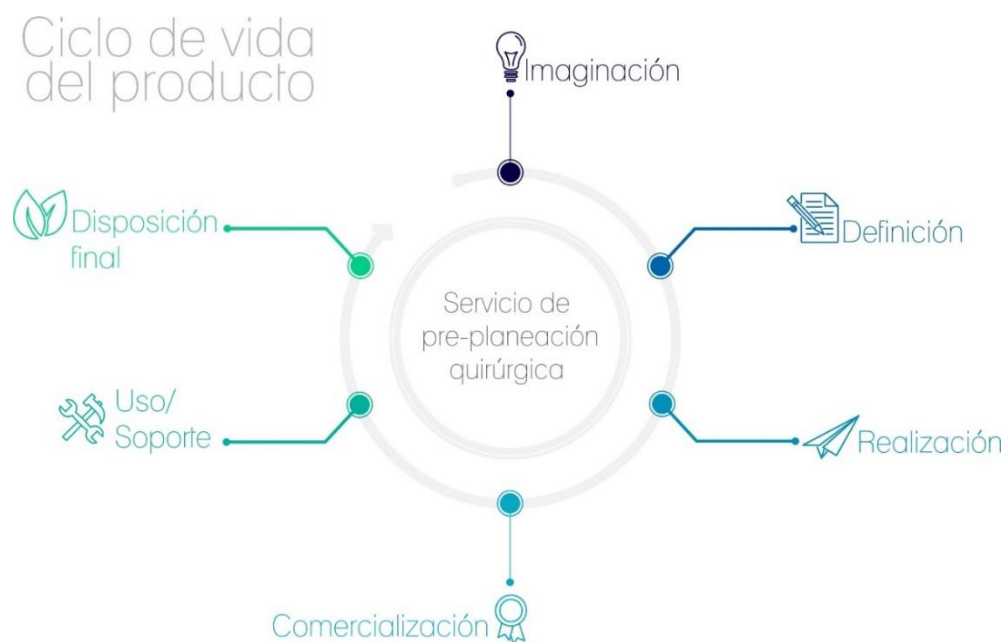 Ciclo de vida
del producto
Imaginación
Definición
Realización
Comercialización
Uso/
Soporte
Disposición
final
Servicio de
pre-planeación
quirúrgica